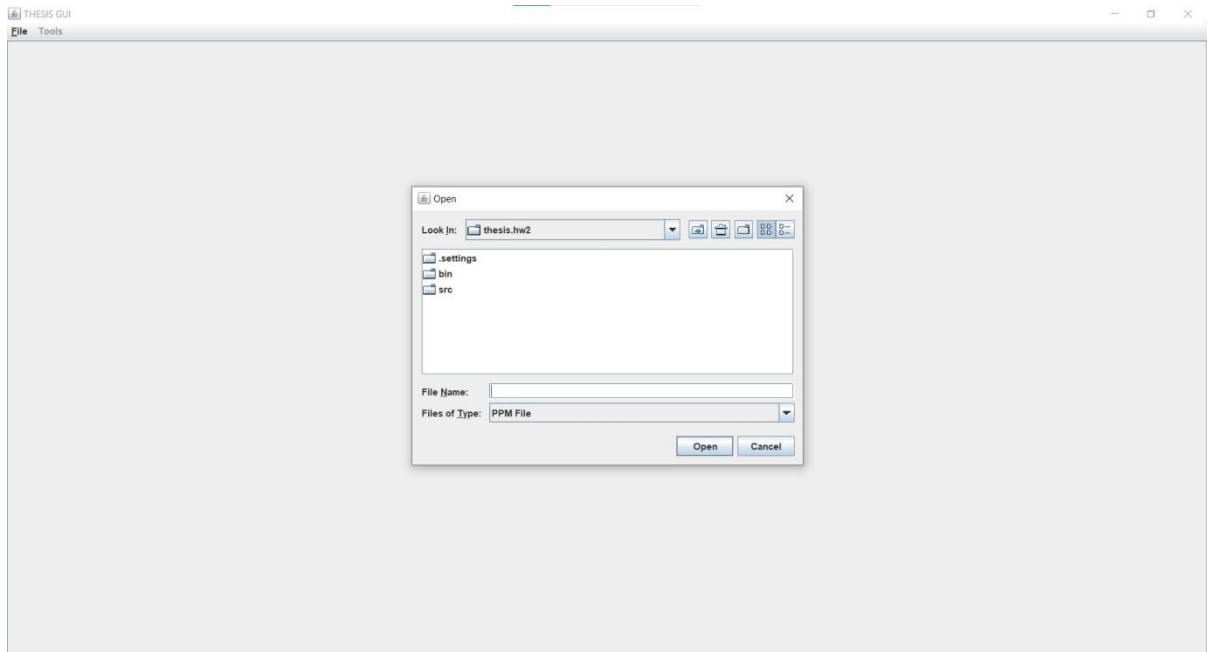 THESIS GUI
File Tools
Open
Look In: thesis.hw2
.settings
bin
src
File Name:
Files of Type: PPM File
Open Cancel